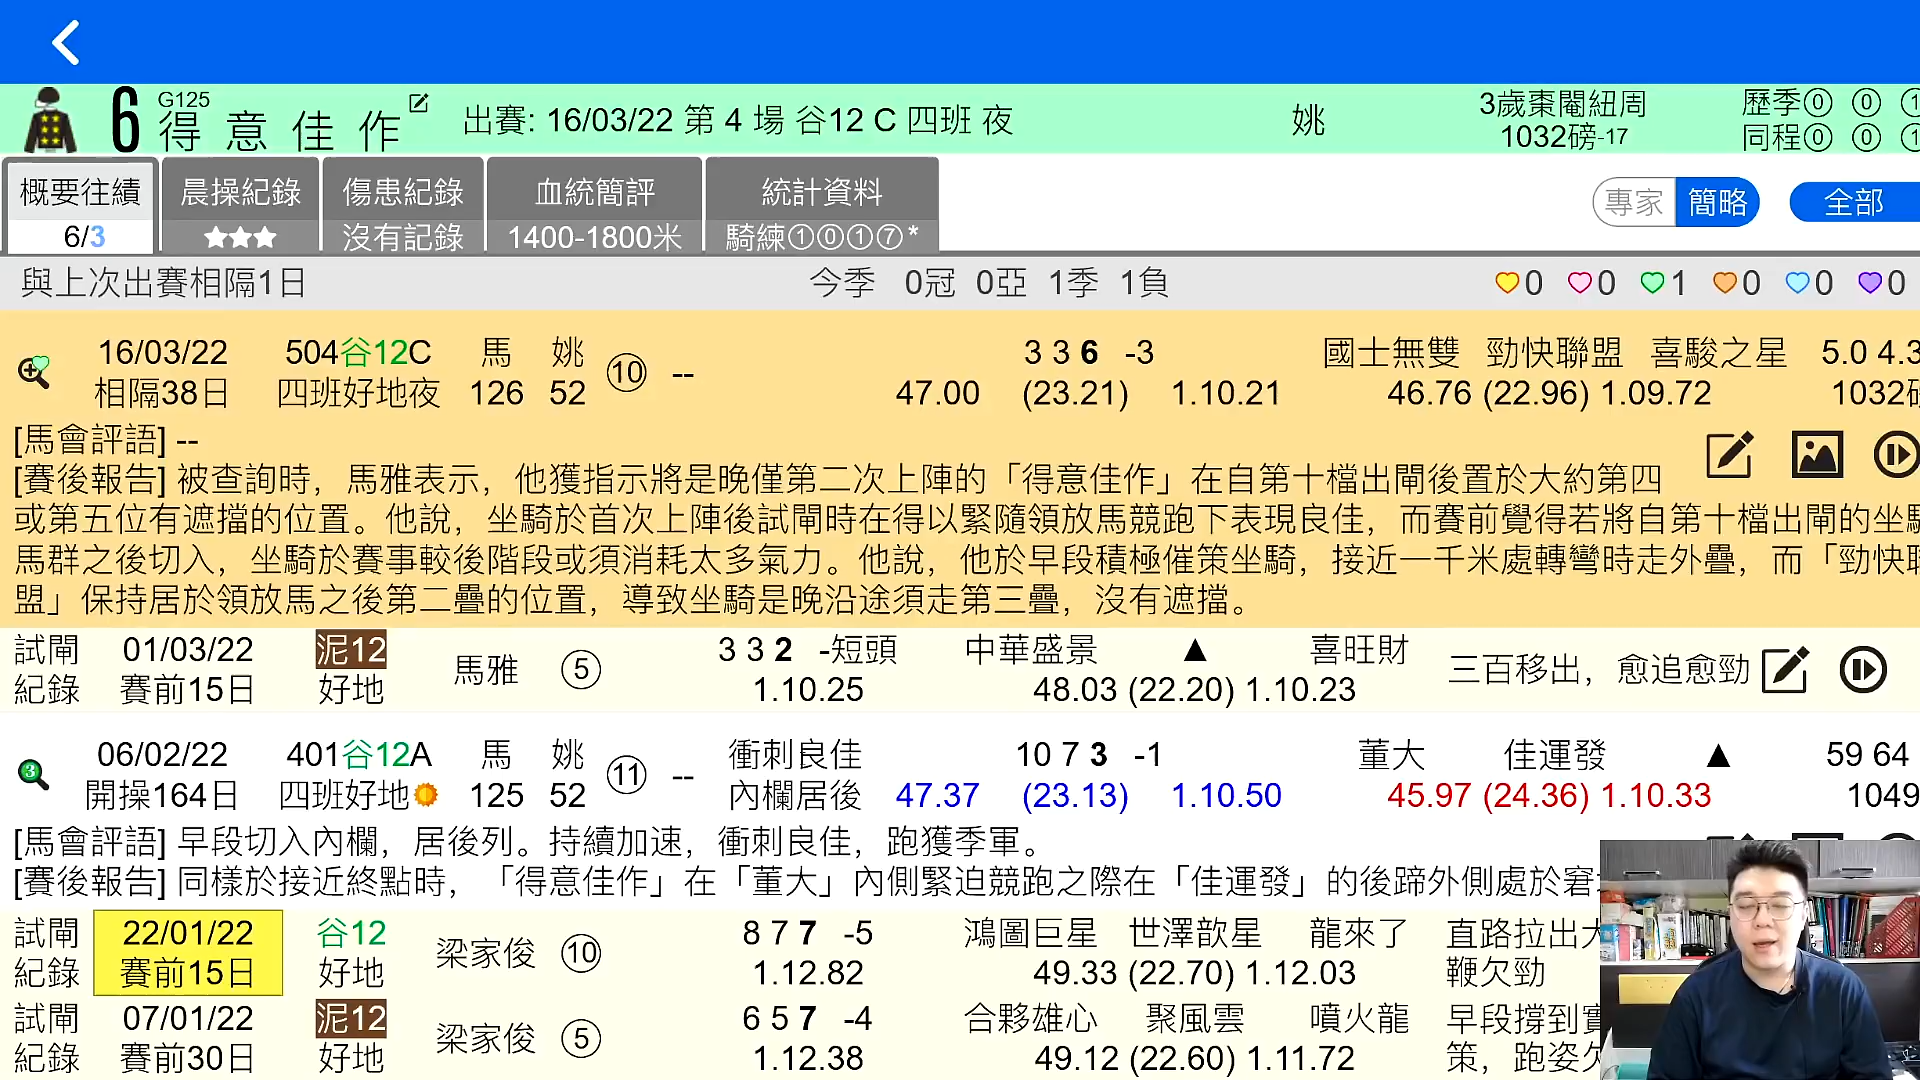 6 G125 得意佳作 出賽: 16/03/22 第 4 場 谷12 C 四班 夜 姚 3歲棗閹紐周 1032磅-17 歷季⓪ ⓪ ① 同程⓪ ⓪ ①
概要往績 晨操紀錄 傷患紀錄 血統簡評 統計資料 專家 簡略 全部
6/3 ★★★ 沒有記錄 1400-1800米 騎練①⓪①⑦*
與上次出賽相隔1日 今季 0冠 0亞 1季 1負 0 0 1 0 0 0
16/03/22 504谷12C 馬 姚 ⑩ -- 3 3 6 -3 國士無雙 勁快聯盟 喜駿之星 5.0 4.3
相隔38日 四班好地夜 126 52 47.00 (23.21) 1.10.21 46.76 (22.96) 1.09.72 1032磅
[馬會評語] --
[賽後報告] 被查詢時，馬雅表示，他獲指示將是晚僅第二次上陣的「得意佳作」在自第十檔出閘後置於大約第四
或第五位有遮擋的位置。他說，坐騎於首次上陣後試閘時在得以緊隨領放馬競跑下表現良佳，而賽前覺得若將自第十檔出閘的坐騎
馬群之後切入，坐騎於賽事較後階段或須消耗太多氣力。他說，他於早段積極催策坐騎，接近一千米處轉彎時走外疊，而「勁快聯
盟」保持居於領放馬之後第二疊的位置，導致坐騎是晚沿途須走第三疊，沒有遮擋。
試閘 01/03/22 泥12 馬雅 ⑤ 3 3 2 -短頭 中華盛景 ▲ 喜旺財 三百移出，愈追愈勁
紀錄 賽前15日 好地 1.10.25 48.03 (22.20) 1.10.23
3 06/02/22 401谷12A 馬 姚 ⑪ -- 衝刺良佳 10 7 3 -1 董大 佳運發 ▲ 59 64
開操164日 四班好地 125 52 內欄居後 47.37 (23.13) 1.10.50 45.97 (24.36) 1.10.33 1049
[馬會評語] 早段切入內欄，居後列。持續加速，衝刺良佳，跑獲季軍。
[賽後報告] 同樣於接近終點時，「得意佳作」在「董大」內側緊迫競跑之際在「佳運發」的後蹄外側處於窘
試閘 22/01/22 谷12 梁家俊 ⑩ 8 7 7 -5 鴻圖巨星 世澤歆星 龍來了 直路拉出大
紀錄 賽前15日 好地 1.12.82 49.33 (22.70) 1.12.03 鞭欠勁
試閘 07/01/22 泥12 梁家俊 ⑤ 6 5 7 -4 合夥雄心 聚風雲 噴火龍 早段撐到實
紀錄 賽前30日 好地 1.12.38 49.12 (22.60) 1.11.72 策，跑姿欠